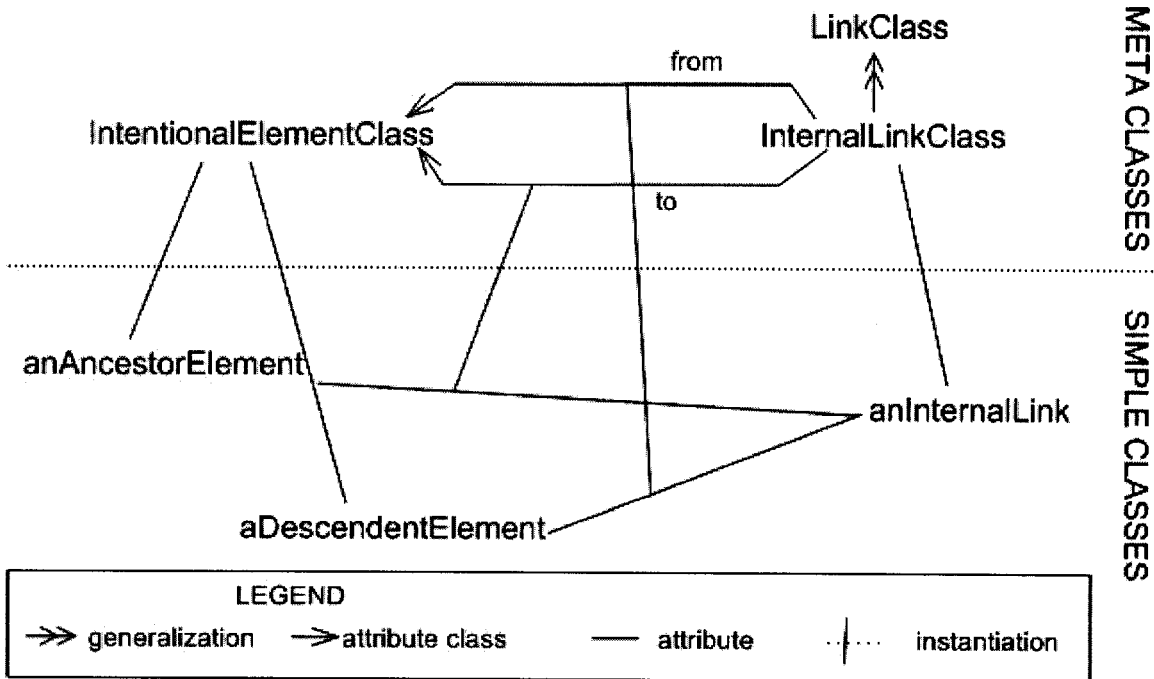 LinkClass
from
IntentionalElementClass
InternalLinkClass
to
META CLASSES
anAncestorElement
anInternalLink
aDescendentElement
SIMPLE CLASSES
LEGEND
generalization
attribute class
attribute
instantiation